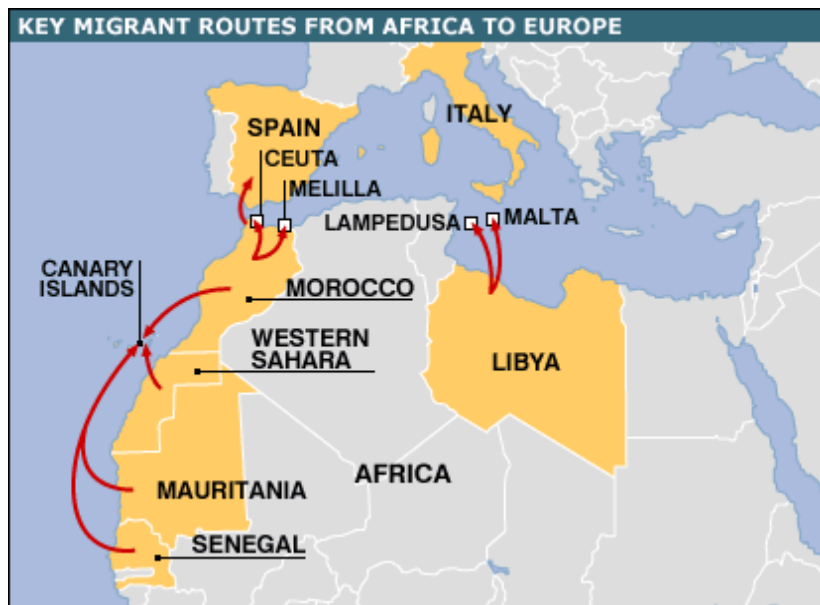 KEY MIGRANT ROUTES FROM AFRICA TO EUROPE
ITALY
SPAIN
CEUTA
MELILLA
LAMPEDUSA
MALTA
CANARY
ISLANDS
MOROCCO
WESTERN
SAHARA
LIBYA
AFRICA
MAURITANIA
SENEGAL